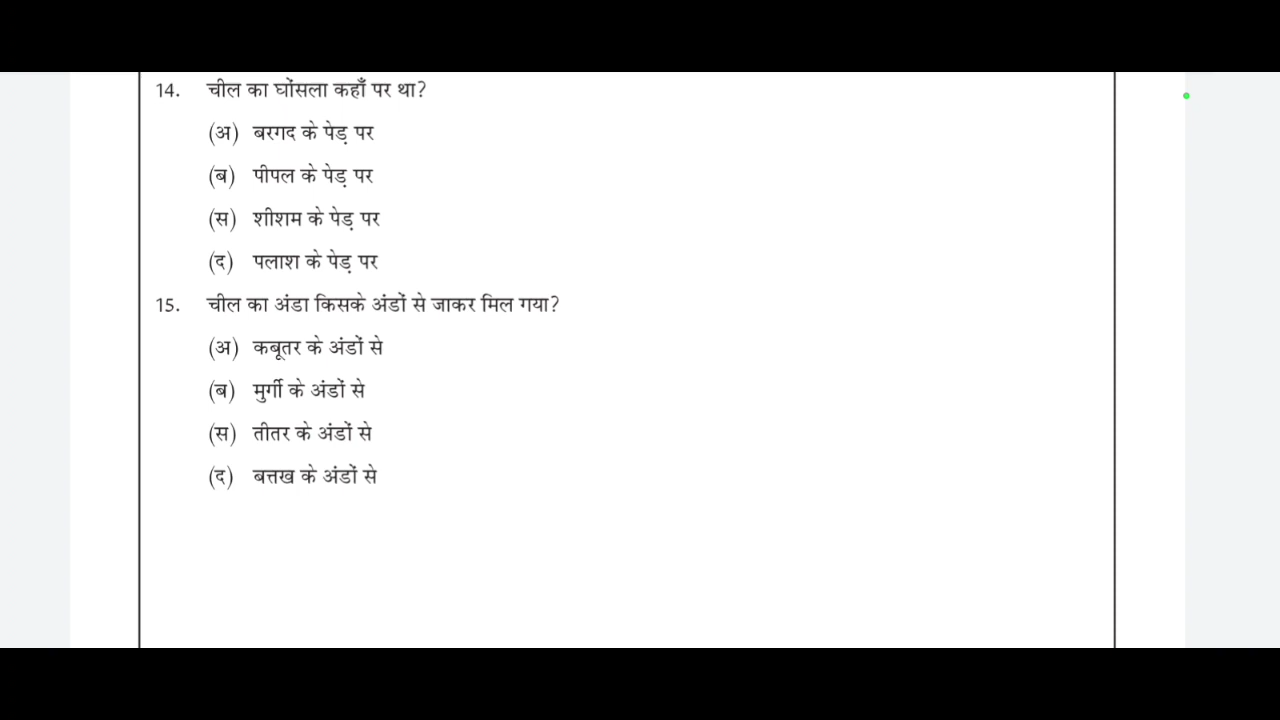 14. चील का घोंसला कहाँ पर था?
(अ) बरगद के पेड़ पर
(ब) पीपल के पेड़ पर
(स) शीशम के पेड़ पर
(द) पलाश के पेड़ पर
15. चील का अंडा किसके अंडों से जाकर मिल गया?
(अ) कबूतर के अंडों से
(ब) मुर्गी के अंडों से
(स) तीतर के अंडों से
(द) बत्तख के अंडों से